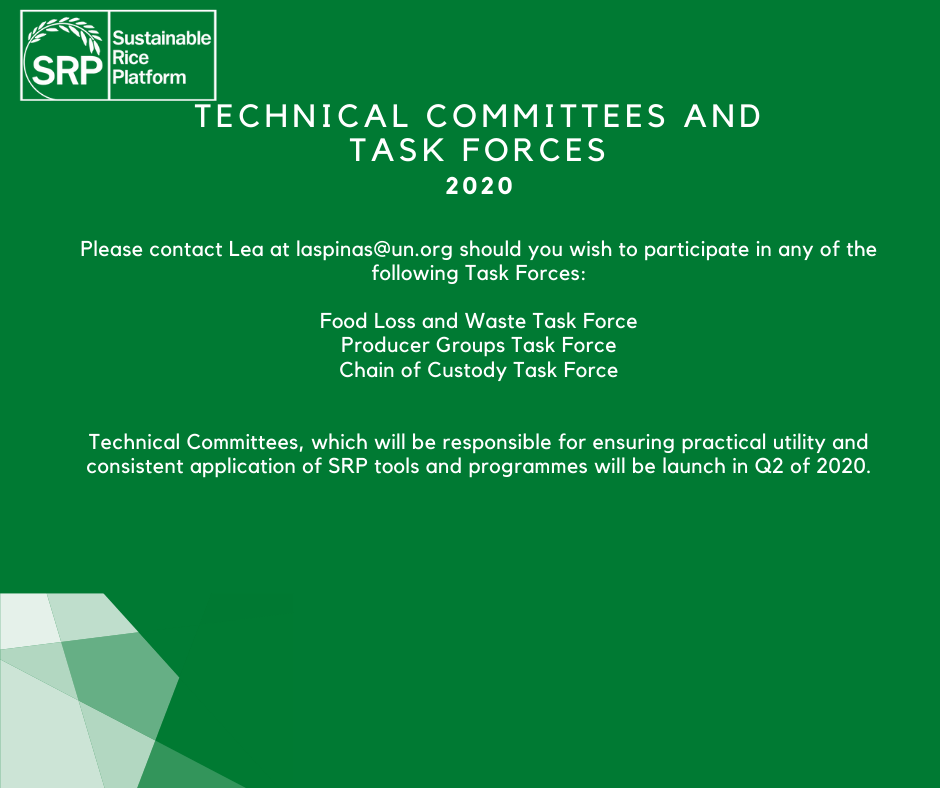 SRP
Sustainable
Rice
Platform
TECHNICAL COMMITTEES AND
TASK FORCES
2020
Please contact Lea at laspinas@un.org should you wish to participate in any of the
following Task Forces:
Food Loss and Waste Task Force
Producer Groups Task Force
Chain of Custody Task Force
Technical Committees, which will be responsible for ensuring practical utility and
consistent application of SRP tools and programmes will be launch in Q2 of 2020.